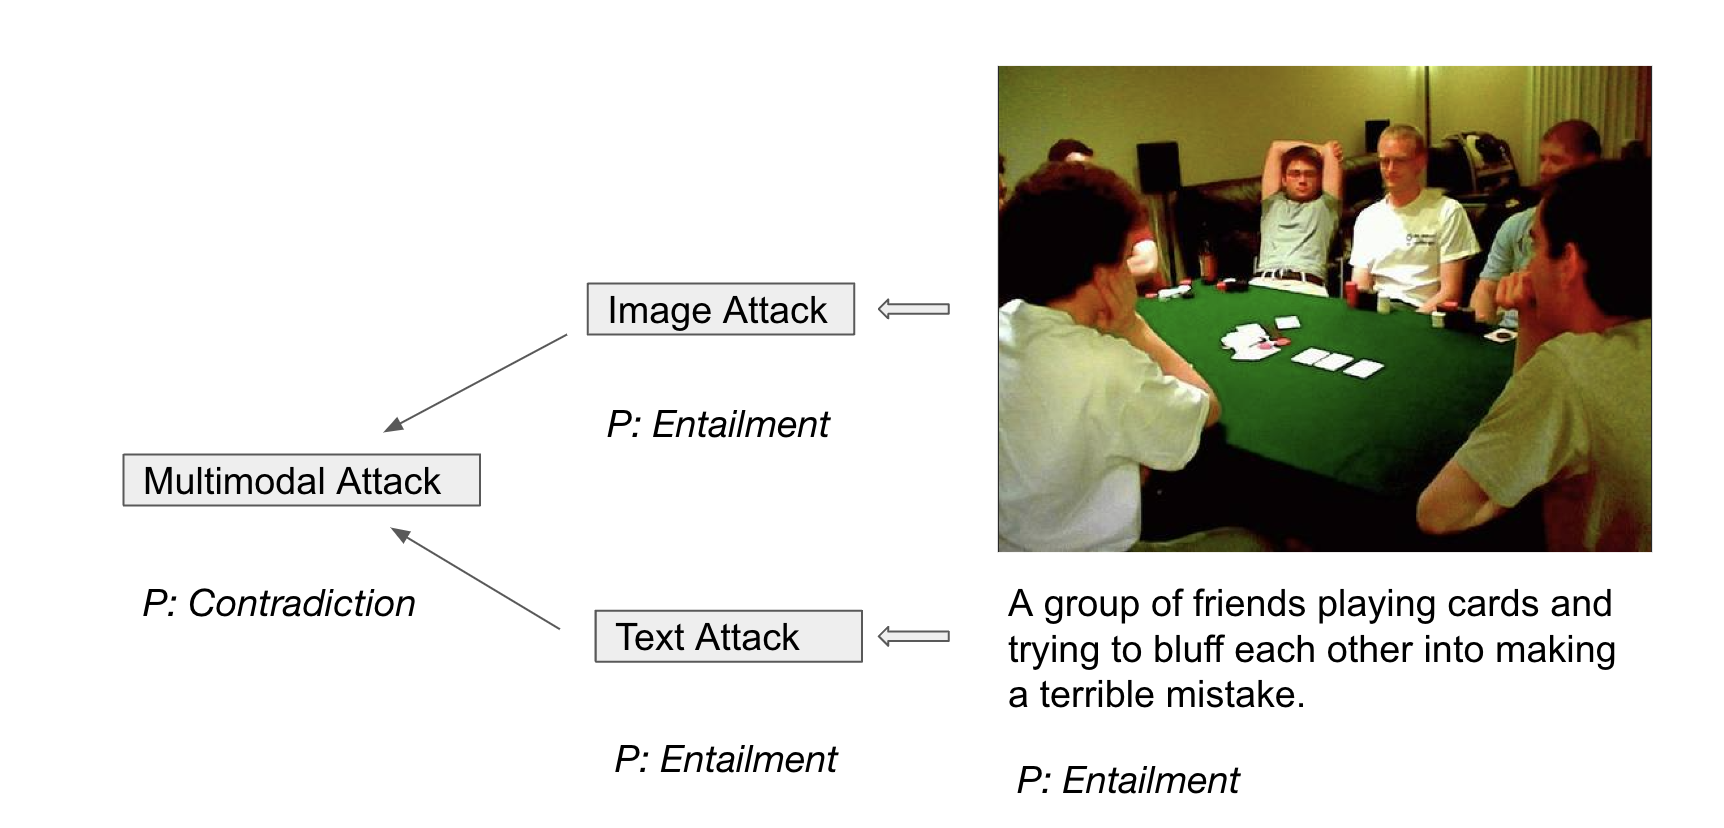 Image Attack
P: Entailment
Multimodal Attack
P: Contradiction
Text Attack
P: Entailment
A group of friends playing cards and
trying to bluff each other into making
a terrible mistake.
P: Entailment